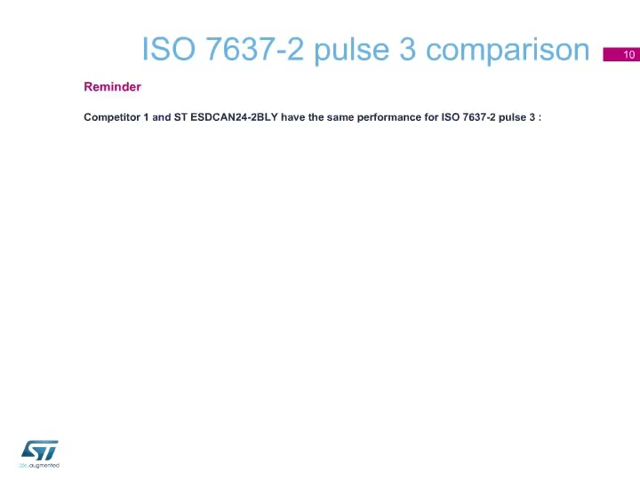 ISO 7637-2 pulse 3 comparison
10
Reminder
Competitor 1 and ST ESDCAN24-2BLY have the same performance for ISO 7637-2 pulse 3 :
ST
life.augmented